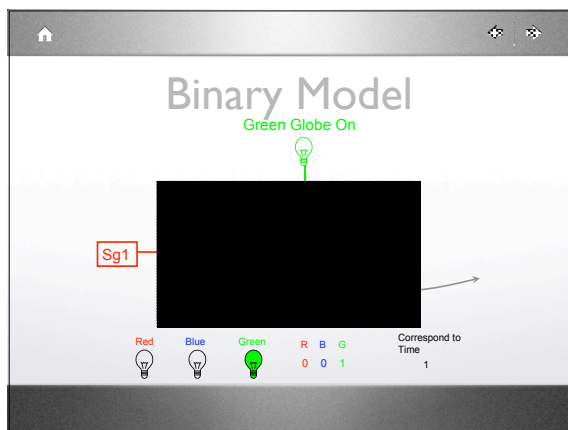 Binary Model
Green Globe On
Sg1
Red Blue Green
R B G
0 0 1
Correspond to
Time
1